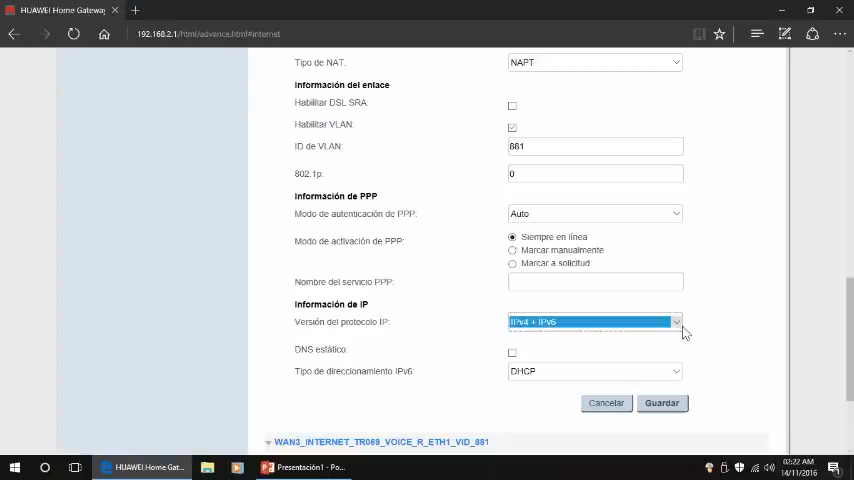 HUAWEI Home Gateway
192.168.2.1/html/advance.html#internet
Tipo de NAT.
NAPT
Información del enlace
Habilitar DSL SRA:
Habilitar VLAN:
ID de VLAN:
881
802.1p:
0
Información de PPP
Modo de autenticación de PPP:
Auto
Modo de activación de PPP:
Siempre en línea
Marcar manualmente
Marcar a solicitud
Nombre del servicio PPP:
Información de IP
Versión del protocolo IP:
IPv4 + IPv6
DNS estático:
Tipo de direccionamiento IPv6:
DHCP
Cancelar
Guardar
WAN3_INTERNET_TR069_VOICE_R_ETH1_VID_881
HUAWEI Home Gat...
Presentación1 - Po...
02:22 AM
14/11/2016